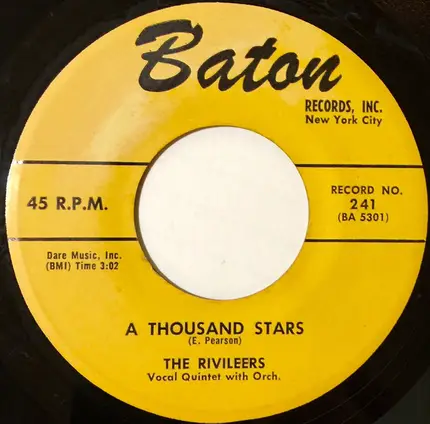 Baton
RECORDS, INC.
New York City
45 R.P.M.
RECORD NO.
241
(BA 5301)
Dare Music, Inc.
(BMI) Time 3:02
A THOUSAND STARS
(E. Pearson)
THE RIVILEERS
Vocal Quintet with Orch.